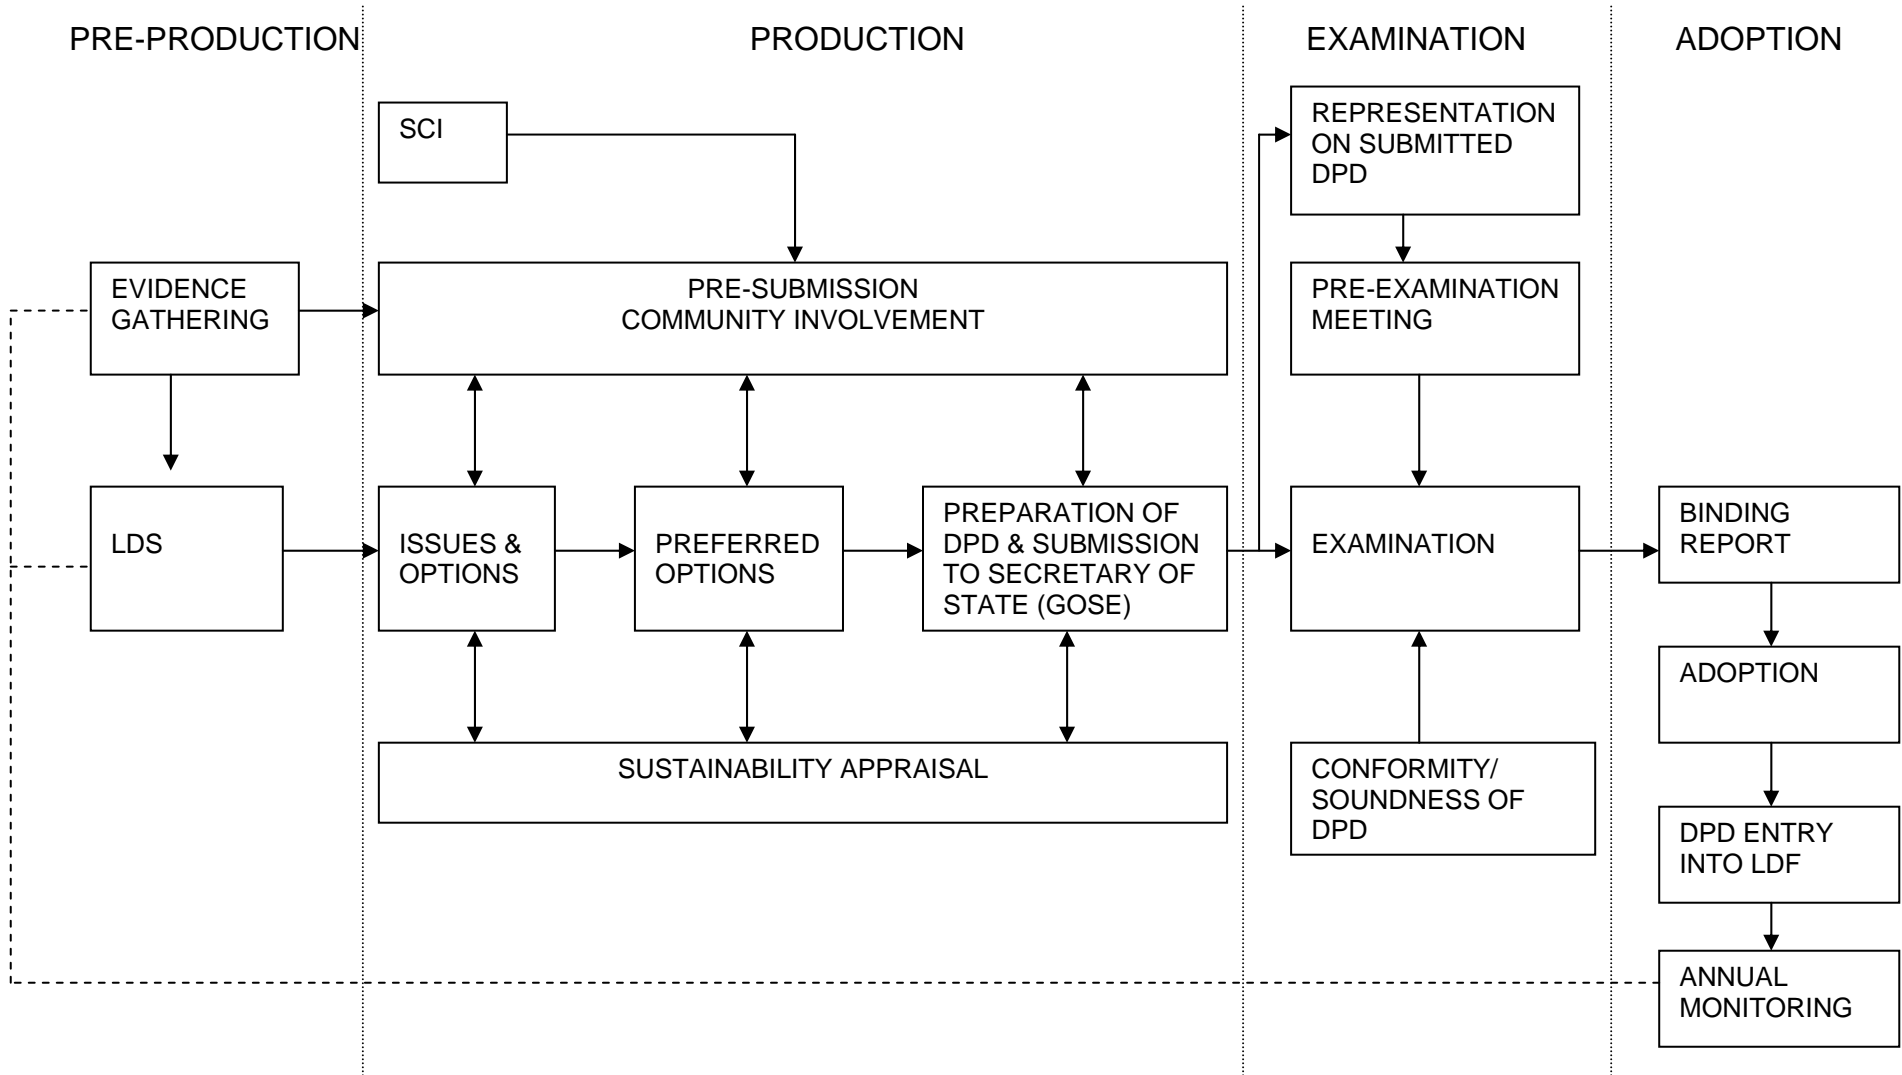 PRE-PRODUCTION
PRODUCTION
EXAMINATION
ADOPTION
SCI
REPRESENTATION
ON SUBMITTED
DPD
EVIDENCE
GATHERING
PRE-SUBMISSION
COMMUNITY INVOLVEMENT
PRE-EXAMINATION
MEETING
LDS
ISSUES &
OPTIONS
PREFERRED
OPTIONS
PREPARATION OF
DPD & SUBMISSION
TO SECRETARY OF
STATE (GOSE)
EXAMINATION
BINDING
REPORT
ADOPTION
SUSTAINABILITY APPRAISAL
CONFORMITY/
SOUNDNESS OF
DPD
DPD ENTRY
INTO LDF
ANNUAL
MONITORING